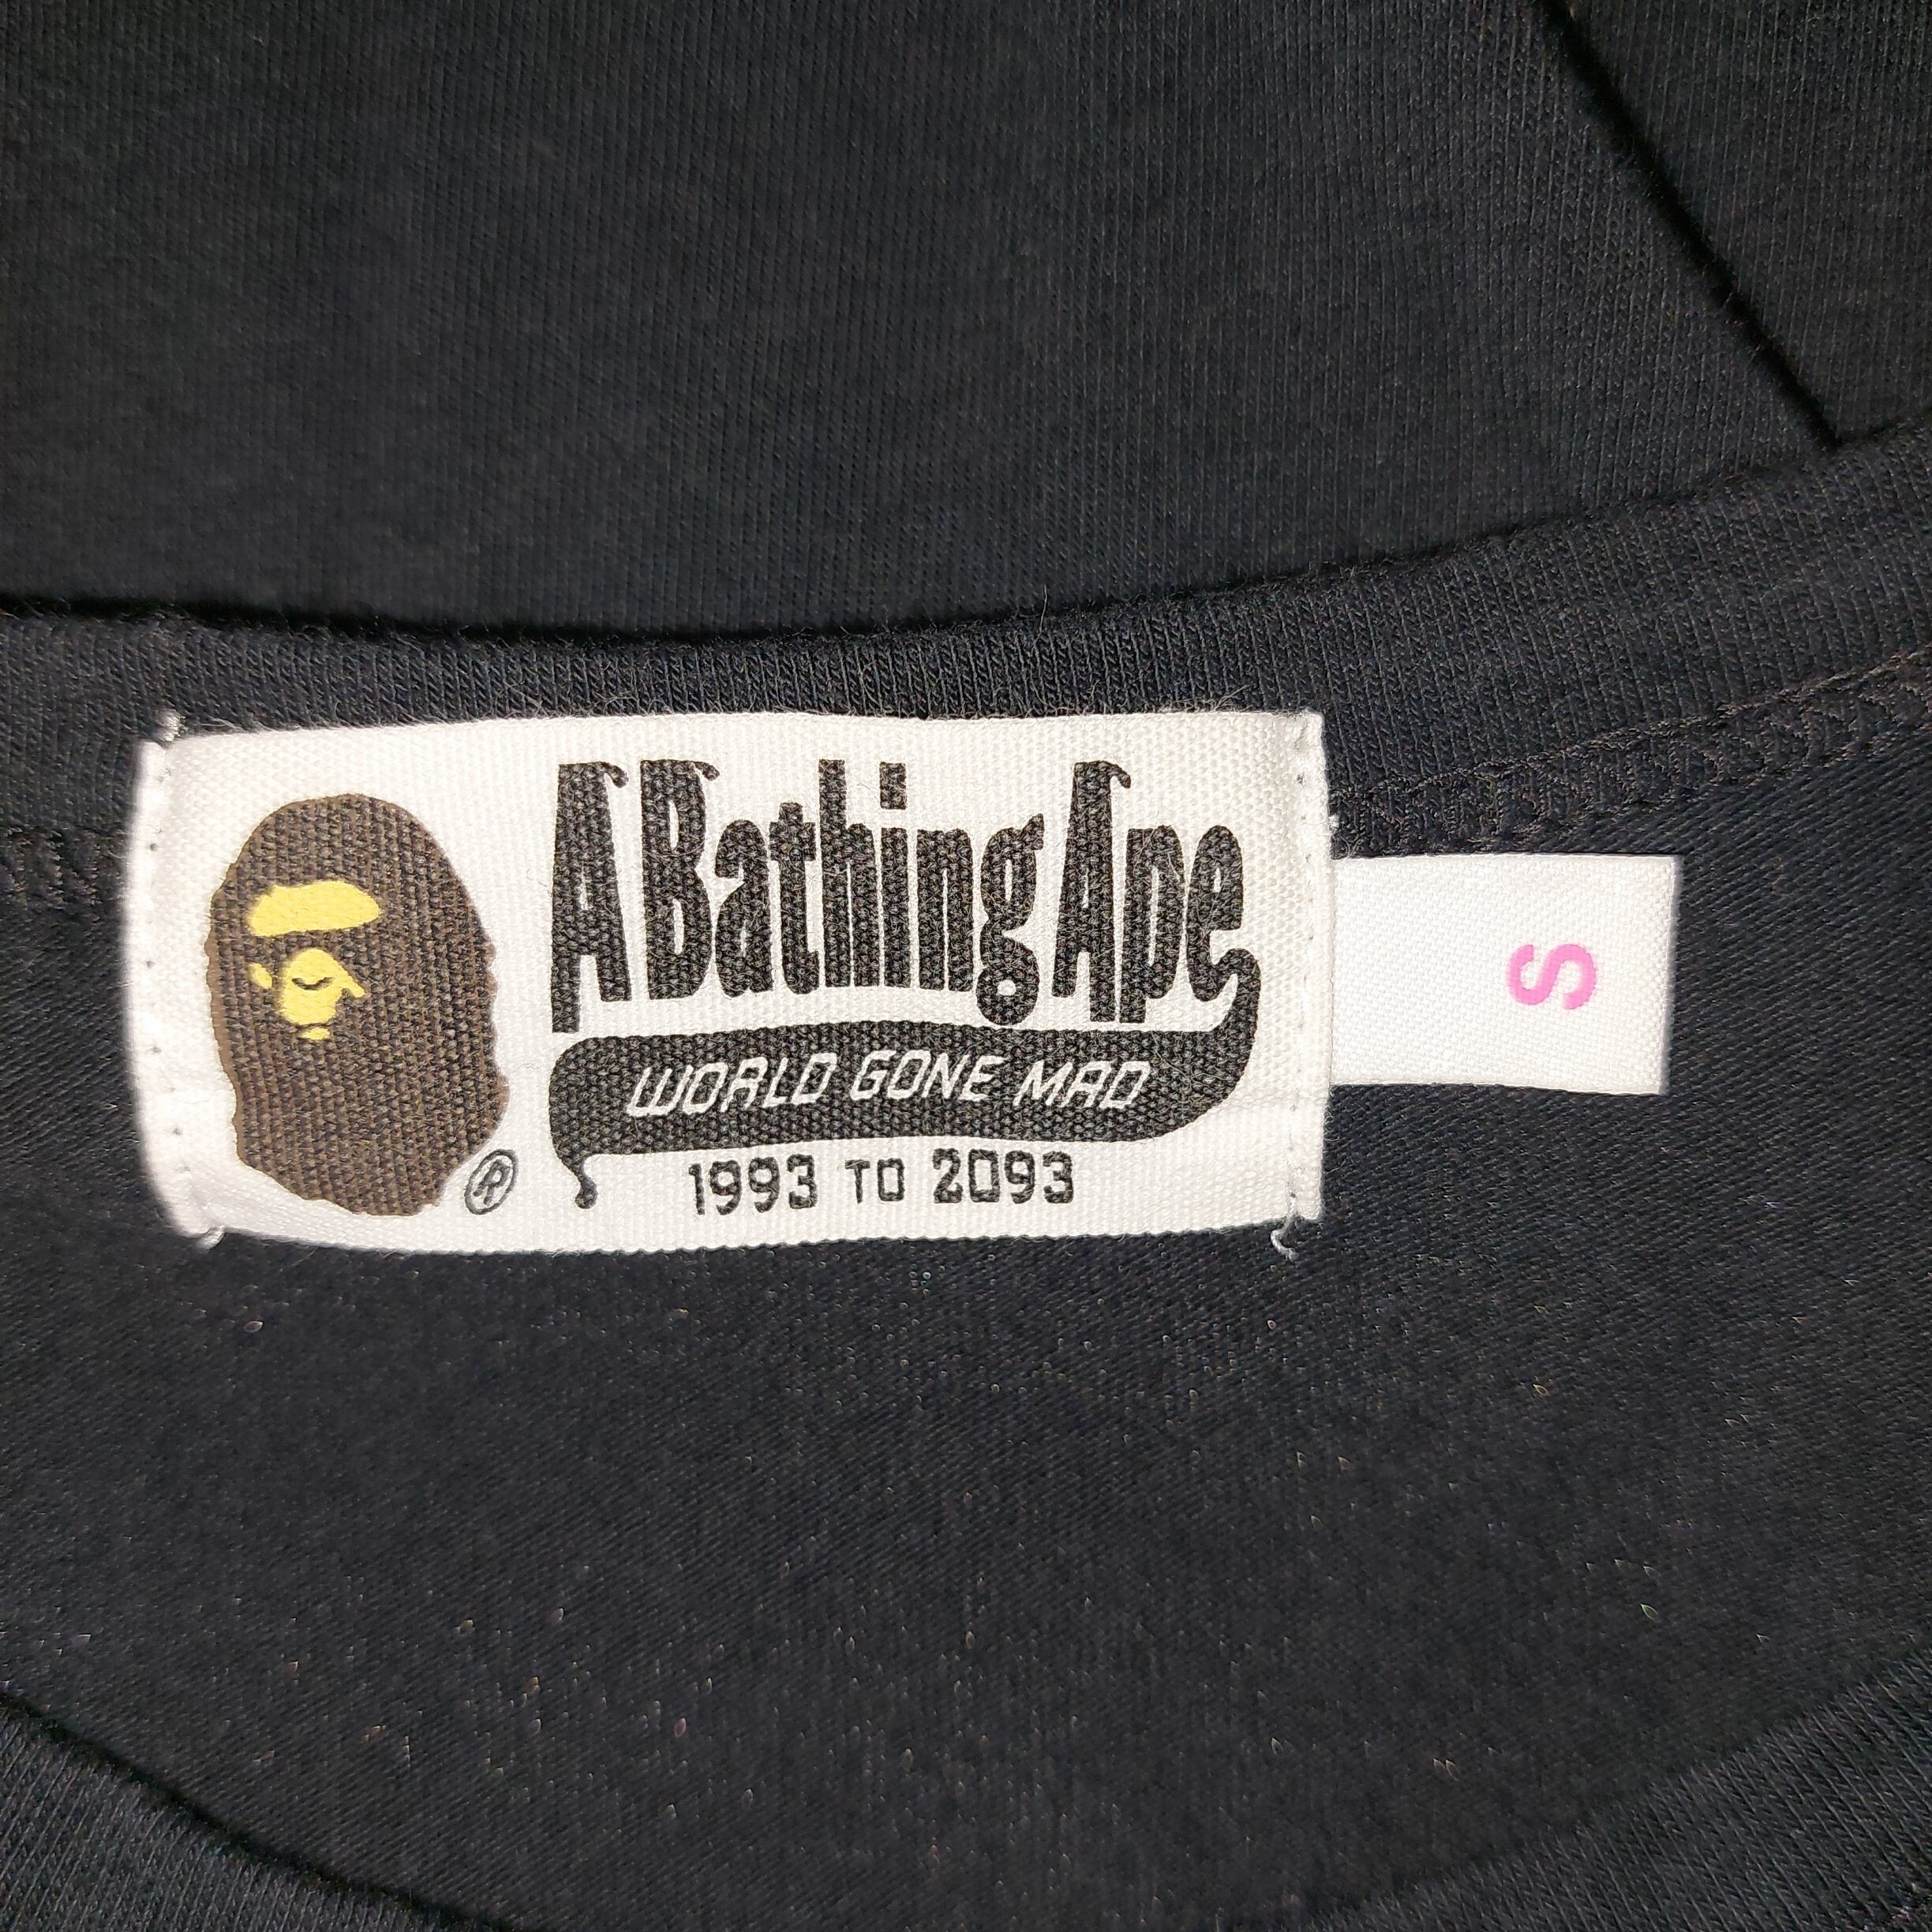 A Bathing Ape
WORLD GONE MAD
®
1993 TO 2093
S